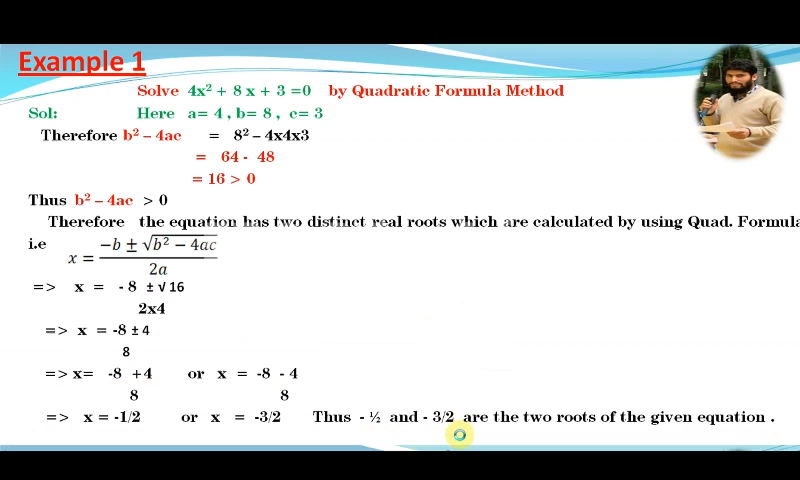 Example 1
Solve 4x² + 8 x + 3 =0 by Quadratic Formula Method
Sol: Here a= 4 , b= 8 , c= 3
Therefore b² – 4ac = 8² – 4x4x3
= 64 - 48
= 16 > 0
Thus b² – 4ac > 0
Therefore the equation has two distinct real roots which are calculated by using Quad. Formula
i.e
x = −b ± √b² − 4ac
2a
=> x = - 8 ± √ 16
2x4
=> x = -8 ± 4
8
=> x= -8 +4 or x = -8 - 4
8 8
=> x = -1/2 or x = -3/2 Thus - ½ and - 3/2 are the two roots of the given equation .